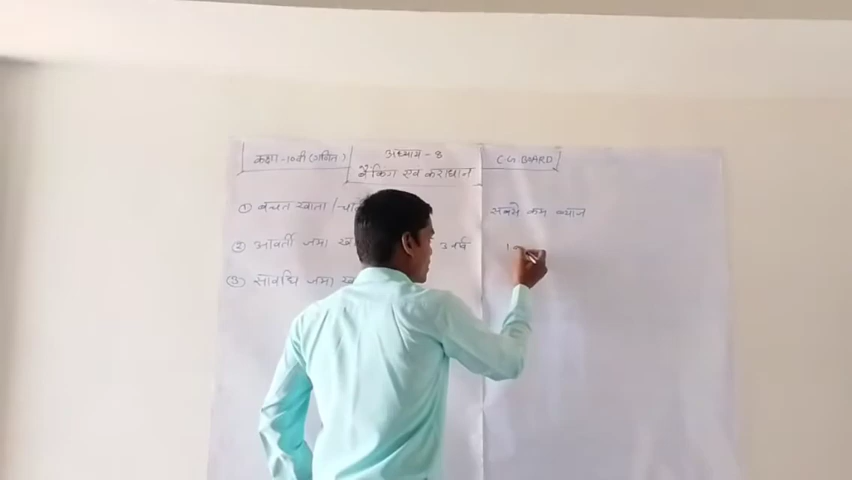 कक्षा - 10वी (गणित)
अध्याय - 8
बैंकिंग एवं कराधान
C.G BOARD
① बचत खाता /
सबसे कम ब्याज
② आवर्ती जमा 3 वर्ष
③ सावधि जमा